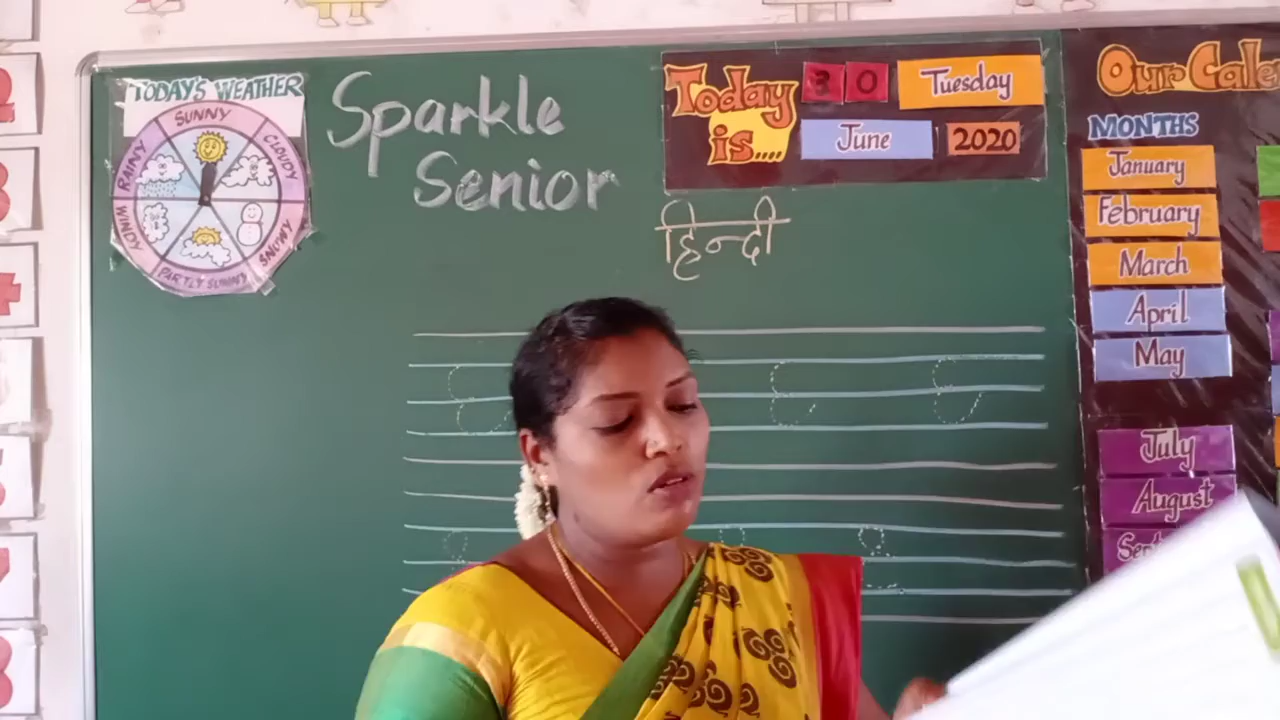 TODAY'S WEATHER
SUNNY
CLOUDY
SNOWY
PARTLY SUNNY
WINDY
RAINY
Sparkle
Senior
Today is.... 30 Tuesday
June 2020
हिन्दी
Our
MONTHS
January
February
March
April
May
July
August